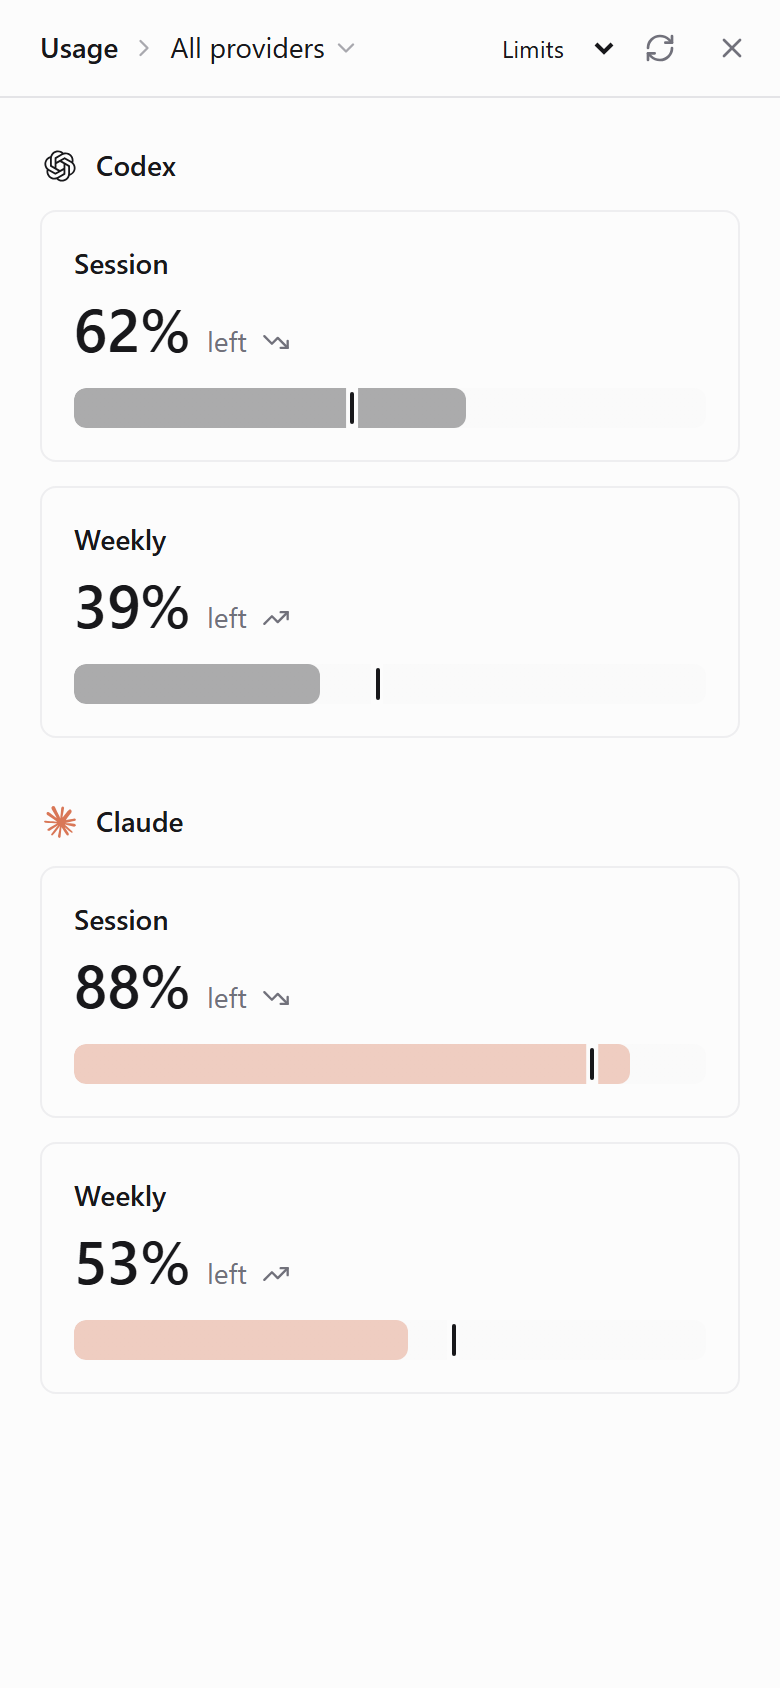 Usage > All providers
Limits
Codex
Session
62% left
Weekly
39% left
Claude
Session
88% left
Weekly
53% left